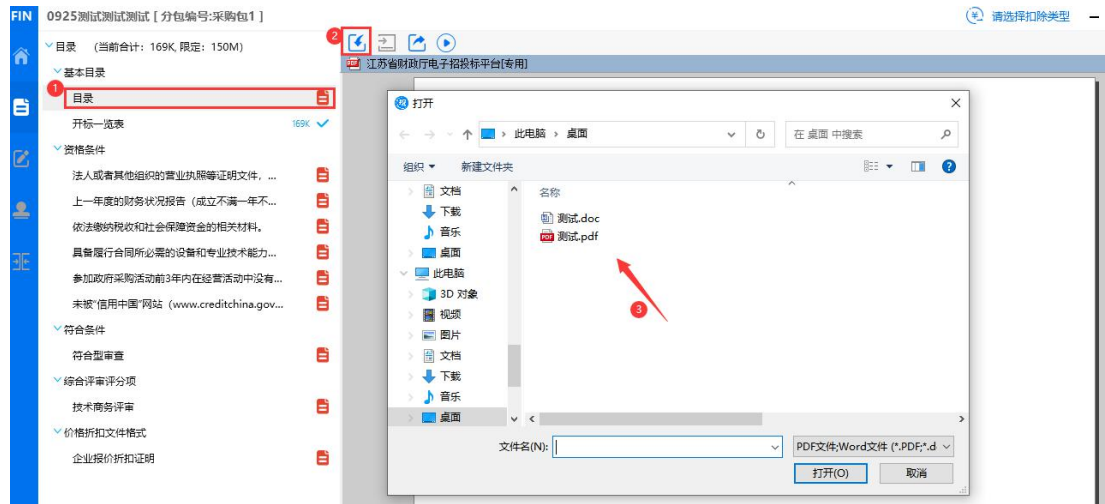 FIN
0925测试测试测试 [ 分包编号:采购包1 ]
请选择扣除类型
目录 (当前合计: 169K, 限定: 150M)
2
江苏省财政厅电子招投标平台[专用]
基本目录
1
目录
开标一览表 169K
资格条件
法人或者其他组织的营业执照等证明文件, ...
上一年度的财务状况报告（成立不满一年不...
依法缴纳税收和社会保障资金的相关材料。
具备履行合同所必需的设备和专业技术能力...
参加政府采购活动前3年内在经营活动中没有...
未被“信用中国”网站（www.creditchina.gov...
符合条件
符合型审查
综合评审评分项
技术商务评审
价格折扣文件格式
企业报价折扣证明
打开
此电脑 › 桌面
在 桌面 中搜索
组织
新建文件夹
文档
下载
音乐
桌面
此电脑
3D 对象
视频
图片
文档
下载
音乐
桌面
名称
测试.doc
PDF 测试.pdf
3
文件名(N):
PDF文件;Word文件 (*.PDF;*.d
打开(O)
取消